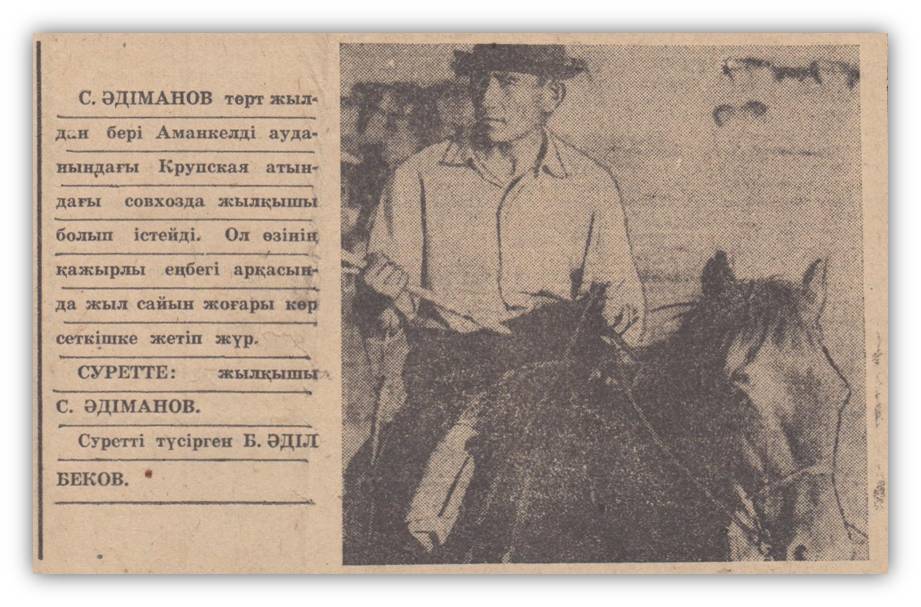 С. ӘДІМАНОВ төрт жыл-
дан бері Аманкелді ауда-
нындағы Крупская атын-
дағы совхозда жылқышы
болып істейді. Ол өзінің
қажырлы еңбегі арқасын-
да жыл сайын жоғары көр
сеткішке жетіп жүр.
СУРЕТТЕ: жылқышы
С. ӘДІМАНОВ.
Суретті түсірген Б. ӘДІЛ
БЕКОВ.